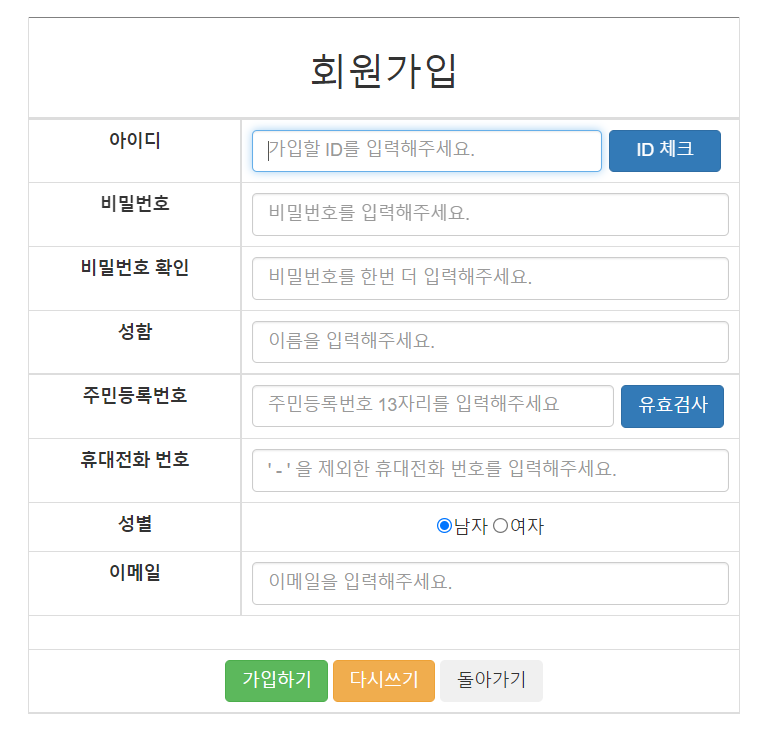 회원가입
아이디 가입할 ID를 입력해주세요. ID 체크
비밀번호 비밀번호를 입력해주세요.
비밀번호 확인 비밀번호를 한번 더 입력해주세요.
성함 이름을 입력해주세요.
주민등록번호 주민등록번호 13자리를 입력해주세요 유효검사
휴대전화 번호 ' - ' 을 제외한 휴대전화 번호를 입력해주세요.
성별 남자 여자
이메일 이메일을 입력해주세요.
가입하기 다시쓰기 돌아가기